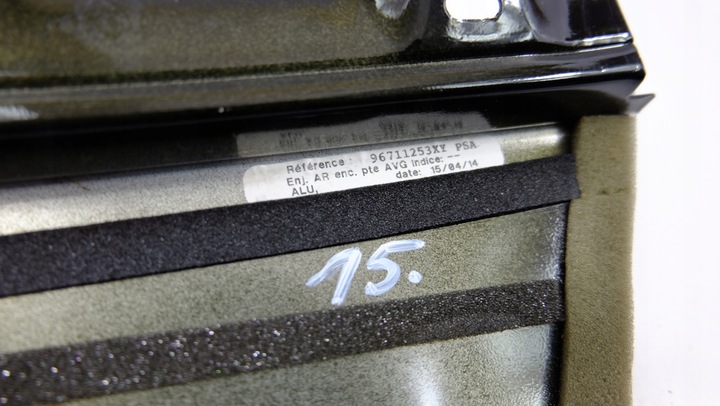 Référence : 96711253XY PSA
Enj. AR enc. pte AVG Indice: --
ALU, date: 15/04/14
15.